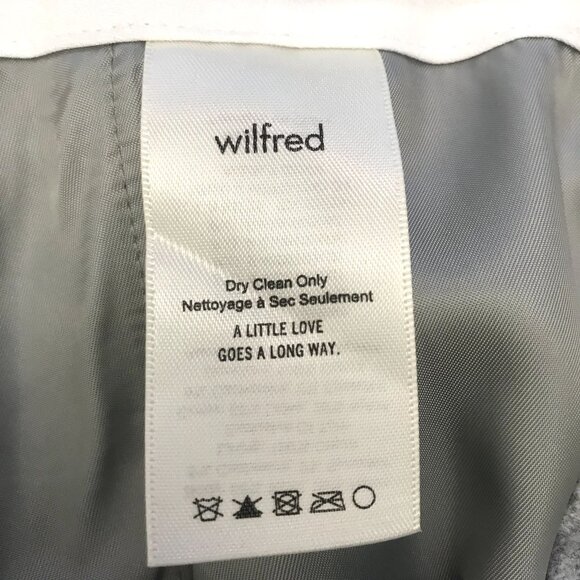 wilfred
Dry Clean Only
Nettoyage à Sec Seulement
A LITTLE LOVE
GOES A LONG WAY.